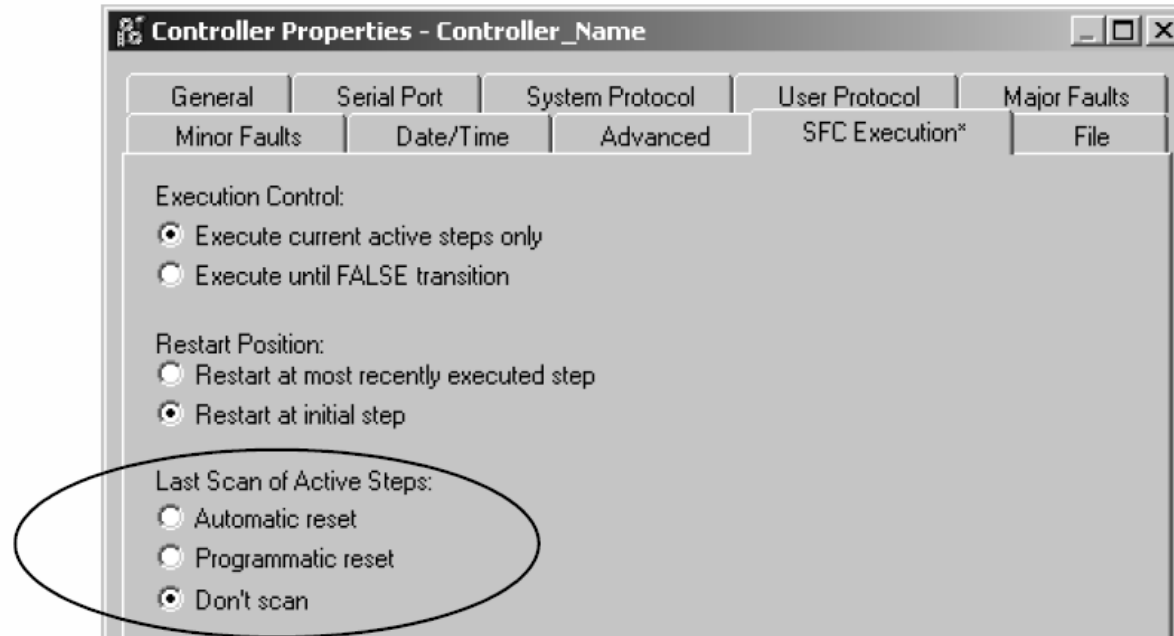 Controller Properties - Controller_Name
General Serial Port System Protocol User Protocol Major Faults
Minor Faults Date/Time Advanced SFC Execution* File
Execution Control:
Execute current active steps only
Execute until FALSE transition
Restart Position:
Restart at most recently executed step
Restart at initial step
Last Scan of Active Steps:
Automatic reset
Programmatic reset
Don't scan